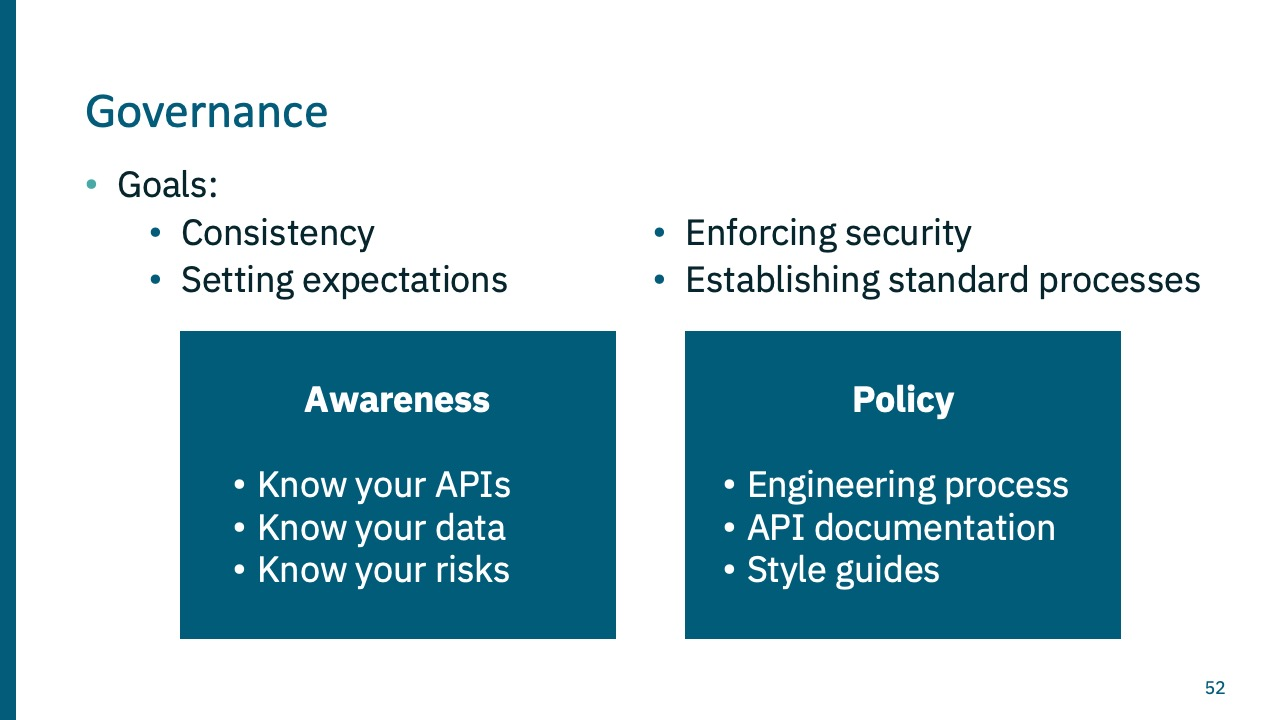 Governance
• Goals:
• Consistency
• Setting expectations
• Enforcing security
• Establishing standard processes
Awareness
• Know your APIs
• Know your data
• Know your risks
Policy
• Engineering process
• API documentation
• Style guides
52